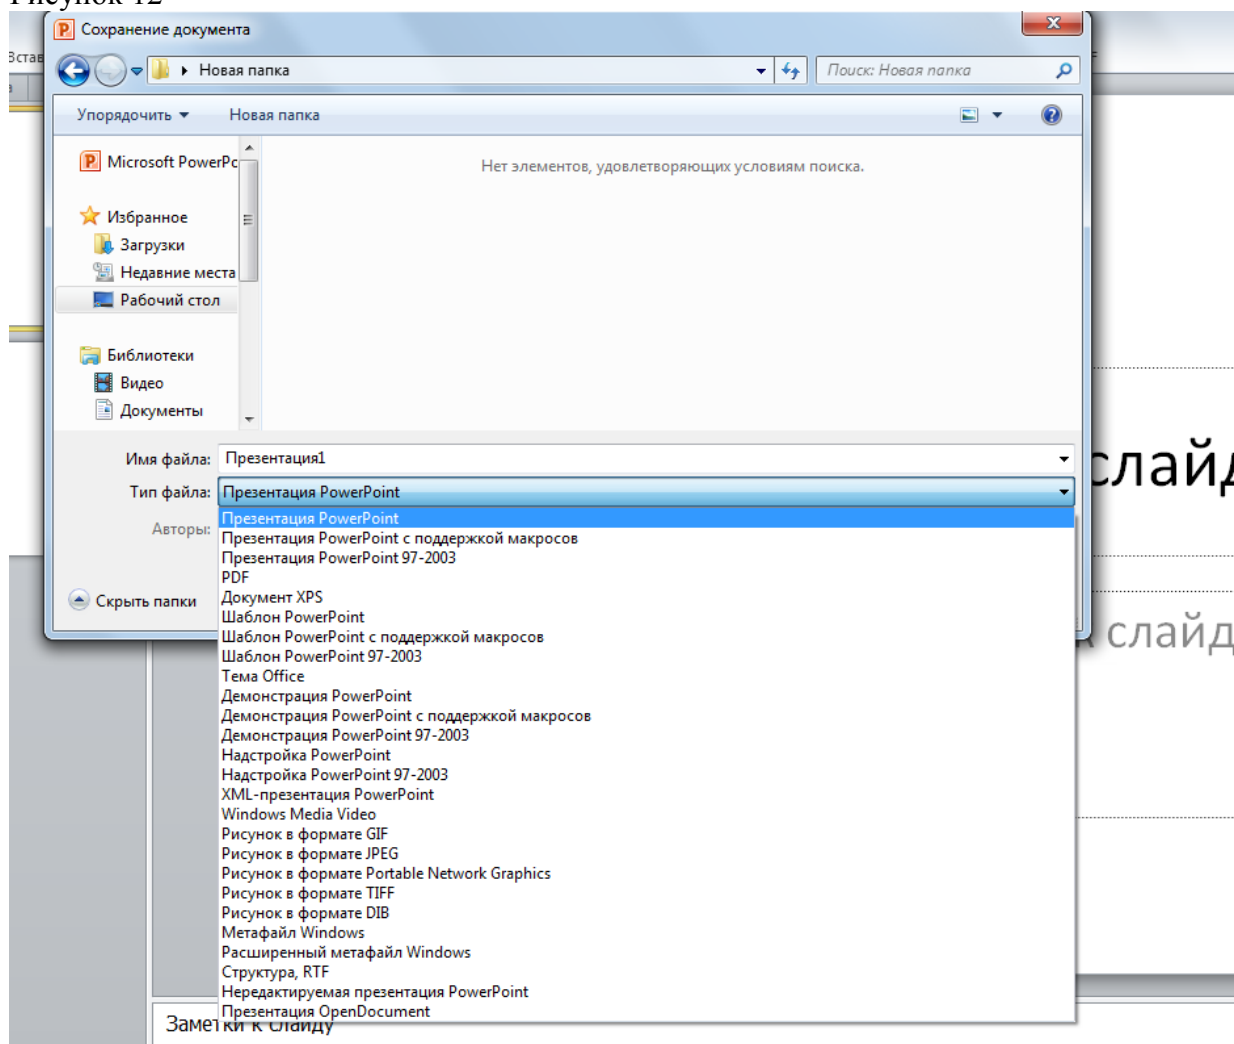 Рисунок 12
Сохранение документа
Новая папка
Поиск: Новая папка
Упорядочить
Новая папка
Microsoft PowerPo
Нет элементов, удовлетворяющих условиям поиска.
Избранное
Загрузки
Недавние места
Рабочий стол
Библиотеки
Видео
Документы
Имя файла: Презентация1
Тип файла: Презентация PowerPoint
Авторы:
Презентация PowerPoint
Презентация PowerPoint с поддержкой макросов
Презентация PowerPoint 97-2003
PDF
Документ XPS
Шаблон PowerPoint
Шаблон PowerPoint с поддержкой макросов
Шаблон PowerPoint 97-2003
Тема Office
Демонстрация PowerPoint
Демонстрация PowerPoint с поддержкой макросов
Демонстрация PowerPoint 97-2003
Надстройка PowerPoint
Надстройка PowerPoint 97-2003
XML-презентация PowerPoint
Windows Media Video
Рисунок в формате GIF
Рисунок в формате JPEG
Рисунок в формате Portable Network Graphics
Рисунок в формате TIFF
Рисунок в формате DIB
Метафайл Windows
Расширенный метафайл Windows
Структура, RTF
Нередактируемая презентация PowerPoint
Презентация OpenDocument
Скрыть папки
слайд
слайд
Заметки к слайду